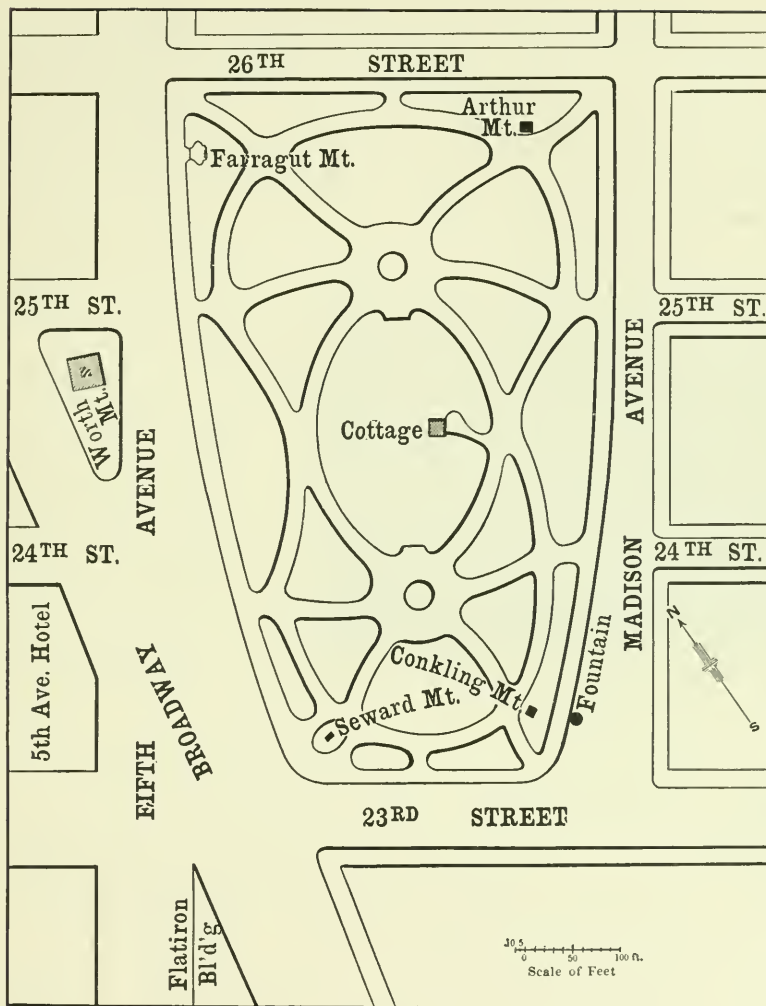 26TH STREET
Arthur
Mt.
Farragut Mt.
25TH ST.
25TH ST.
Worth
Mt.
AVENUE
Cottage
AVENUE
24TH ST.
24TH ST.
MADISON
5th Ave. Hotel
BROADWAY
FIFTH
Conkling Mt.
Seward Mt.
Fountain
N
S
23RD STREET
Flatiron
Bl'd'g
10 5
0 50 100 ft.
Scale of Feet